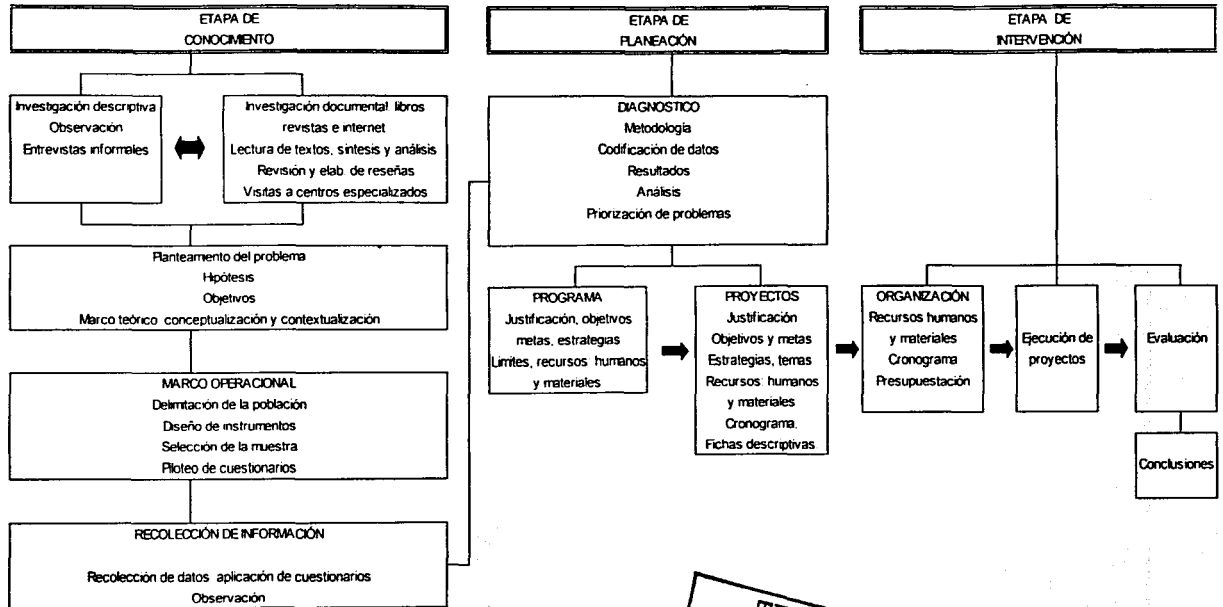 ETAPA DE
CONOCIMIENTO
Investigación descriptiva
Observación
Entrevistas informales
Investigación documental libros
revistas e internet
Lectura de textos, síntesis y análisis
Revisión y elab. de reseñas
Visitas a centros especializados
Planteamiento del problema
Hipótesis
Objetivos
Marco teórico conceptualización y contextualización
MARCO OPERACIONAL
Delimitación de la población
Diseño de instrumentos
Selección de la muestra
Piloteo de cuestionarios
RECOLECCIÓN DE INFORMACIÓN
Recolección de datos aplicación de cuestionarios
Observación
ETAPA DE
PLANEACIÓN
DIAGNOSTICO
Metodología
Codificación de datos
Resultados
Análisis
Priorización de problemas
PROGRAMA
Justificación, objetivos
metas, estrategias
Limites, recursos humanos
y materiales
PROYECTOS
Justificación
Objetivos y metas
Estrategias, temas
Recursos: humanos
y materiales
Cronograma.
Fichas descriptivas
ETAPA DE
INTERVENCIÓN
ORGANIZACIÓN
Recursos humanos
y materiales
Cronograma
Presupuestación
Ejecución de
proyectos
Evaluación
Conclusiones